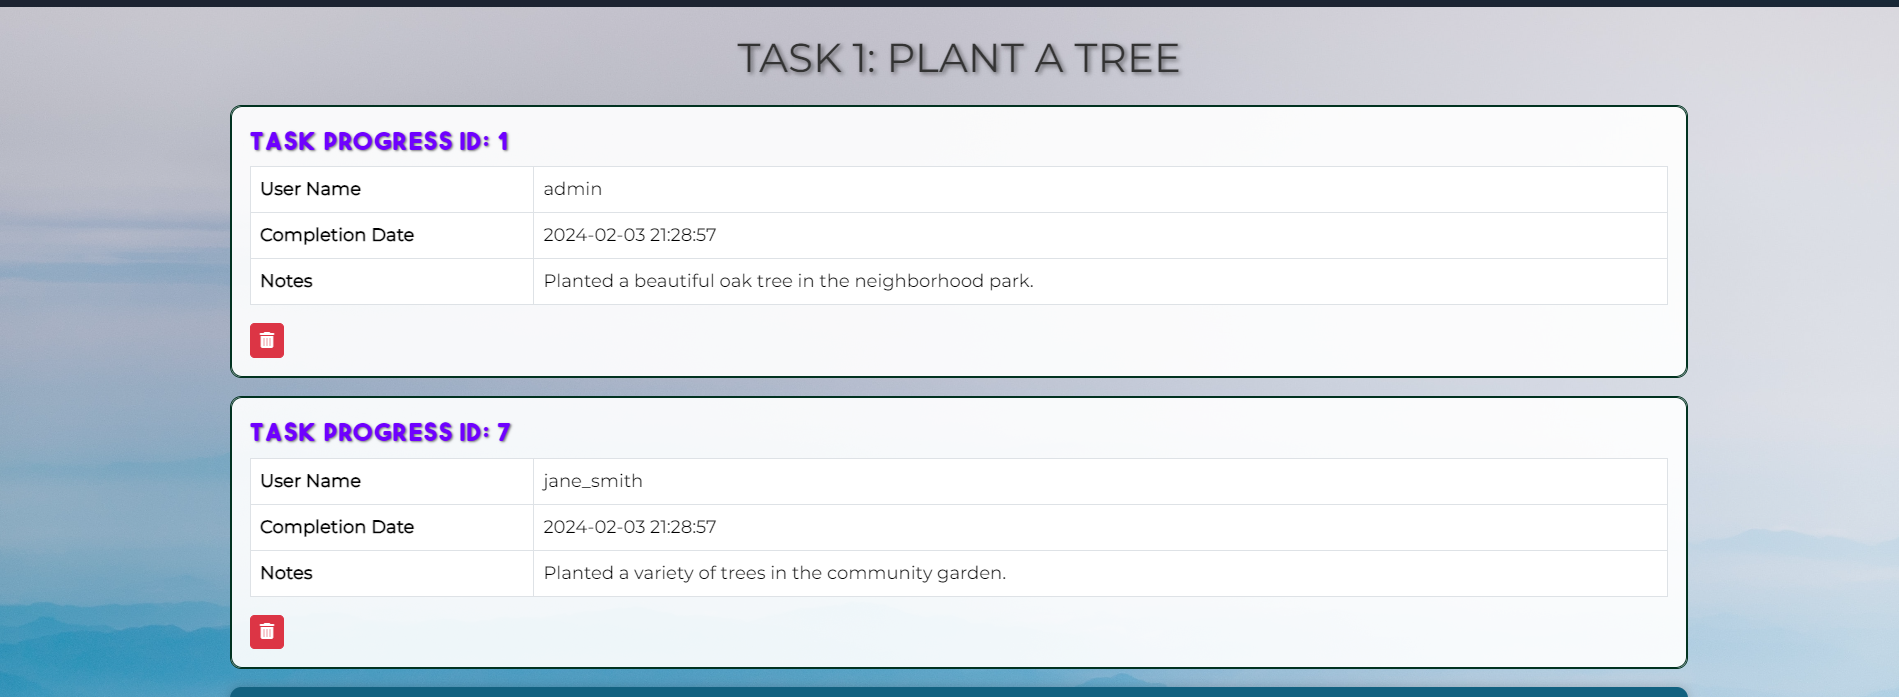 TASK 1: PLANT A TREE
TASK PROGRESS ID: 1
User Name admin
Completion Date 2024-02-03 21:28:57
Notes Planted a beautiful oak tree in the neighborhood park.
TASK PROGRESS ID: 7
User Name jane_smith
Completion Date 2024-02-03 21:28:57
Notes Planted a variety of trees in the community garden.